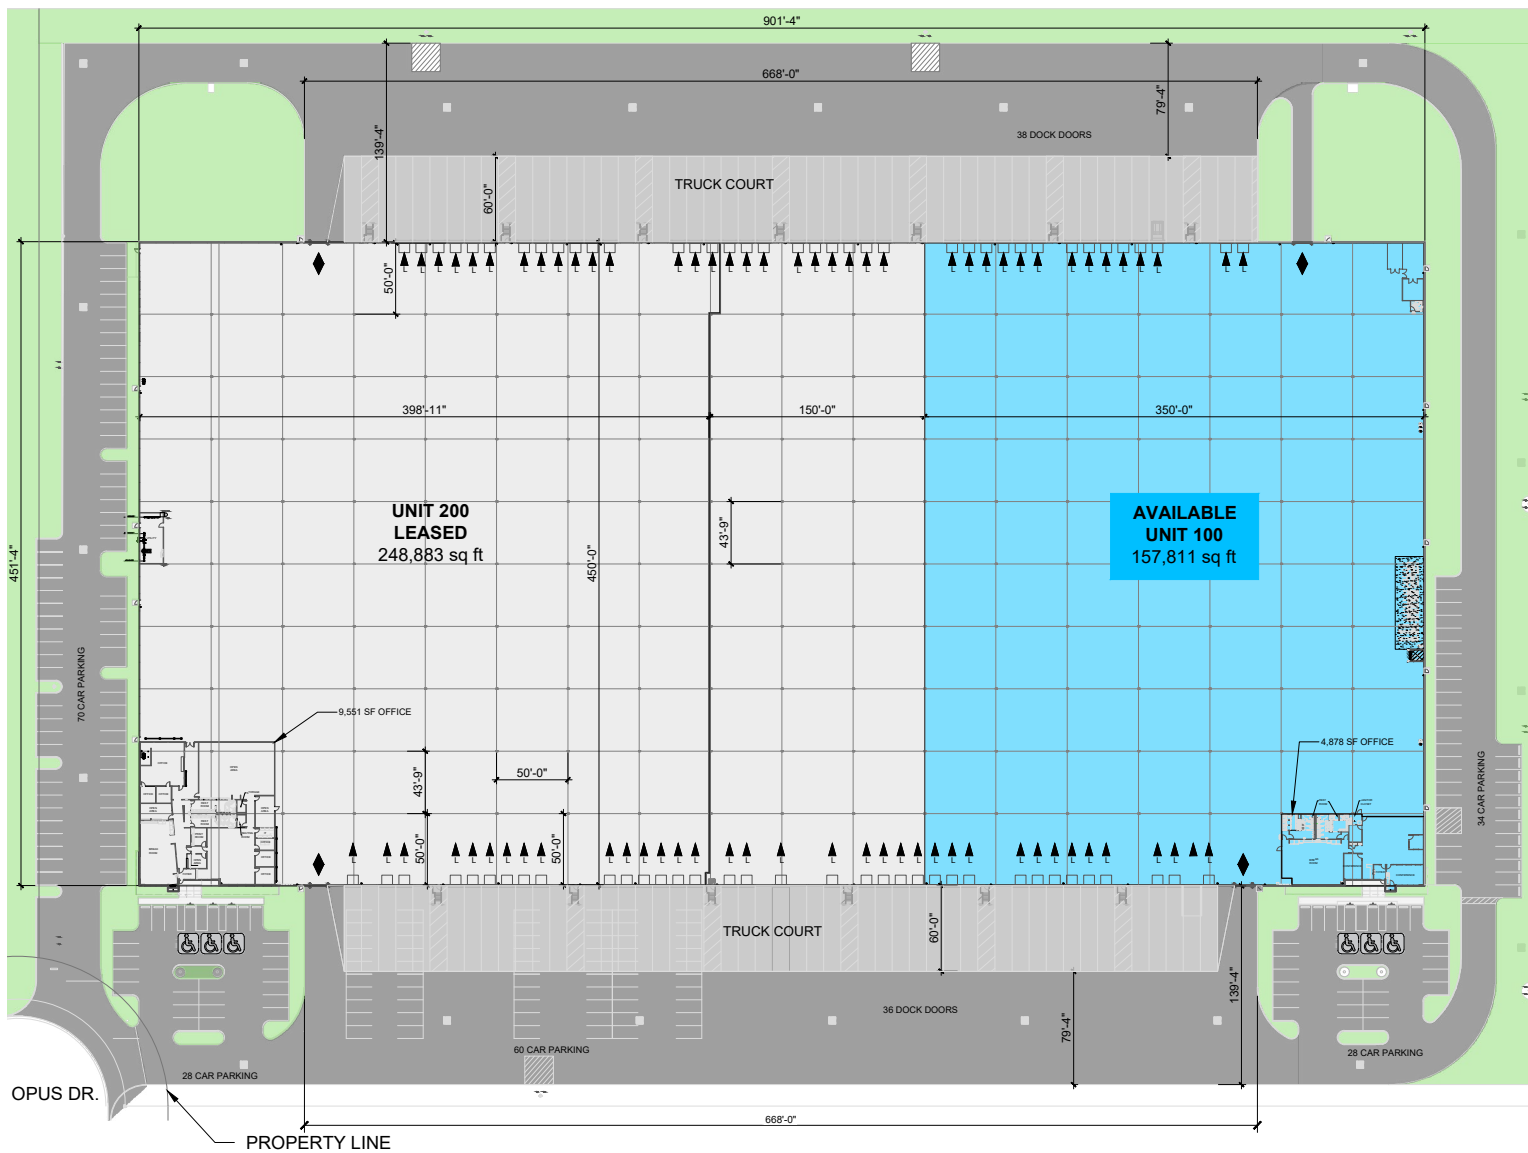 901'-4"
668'-0"
79'-4"
139'-4"
38 DOCK DOORS
60'-0"
TRUCK COURT
50'-0"
398'-11"
150'-0"
350'-0"
UNIT 200
LEASED
248,883 sq ft
AVAILABLE
UNIT 100
157,811 sq ft
43'-9"
450'-0"
451'-4"
70 CAR PARKING
9,551 SF OFFICE
4,878 SF OFFICE
34 CAR PARKING
43'-9"
50'-0"
50'-0"
50'-0"
TRUCK COURT
60'-0"
139'-4"
79'-4"
36 DOCK DOORS
60 CAR PARKING
28 CAR PARKING
28 CAR PARKING
OPUS DR.
668'-0"
PROPERTY LINE